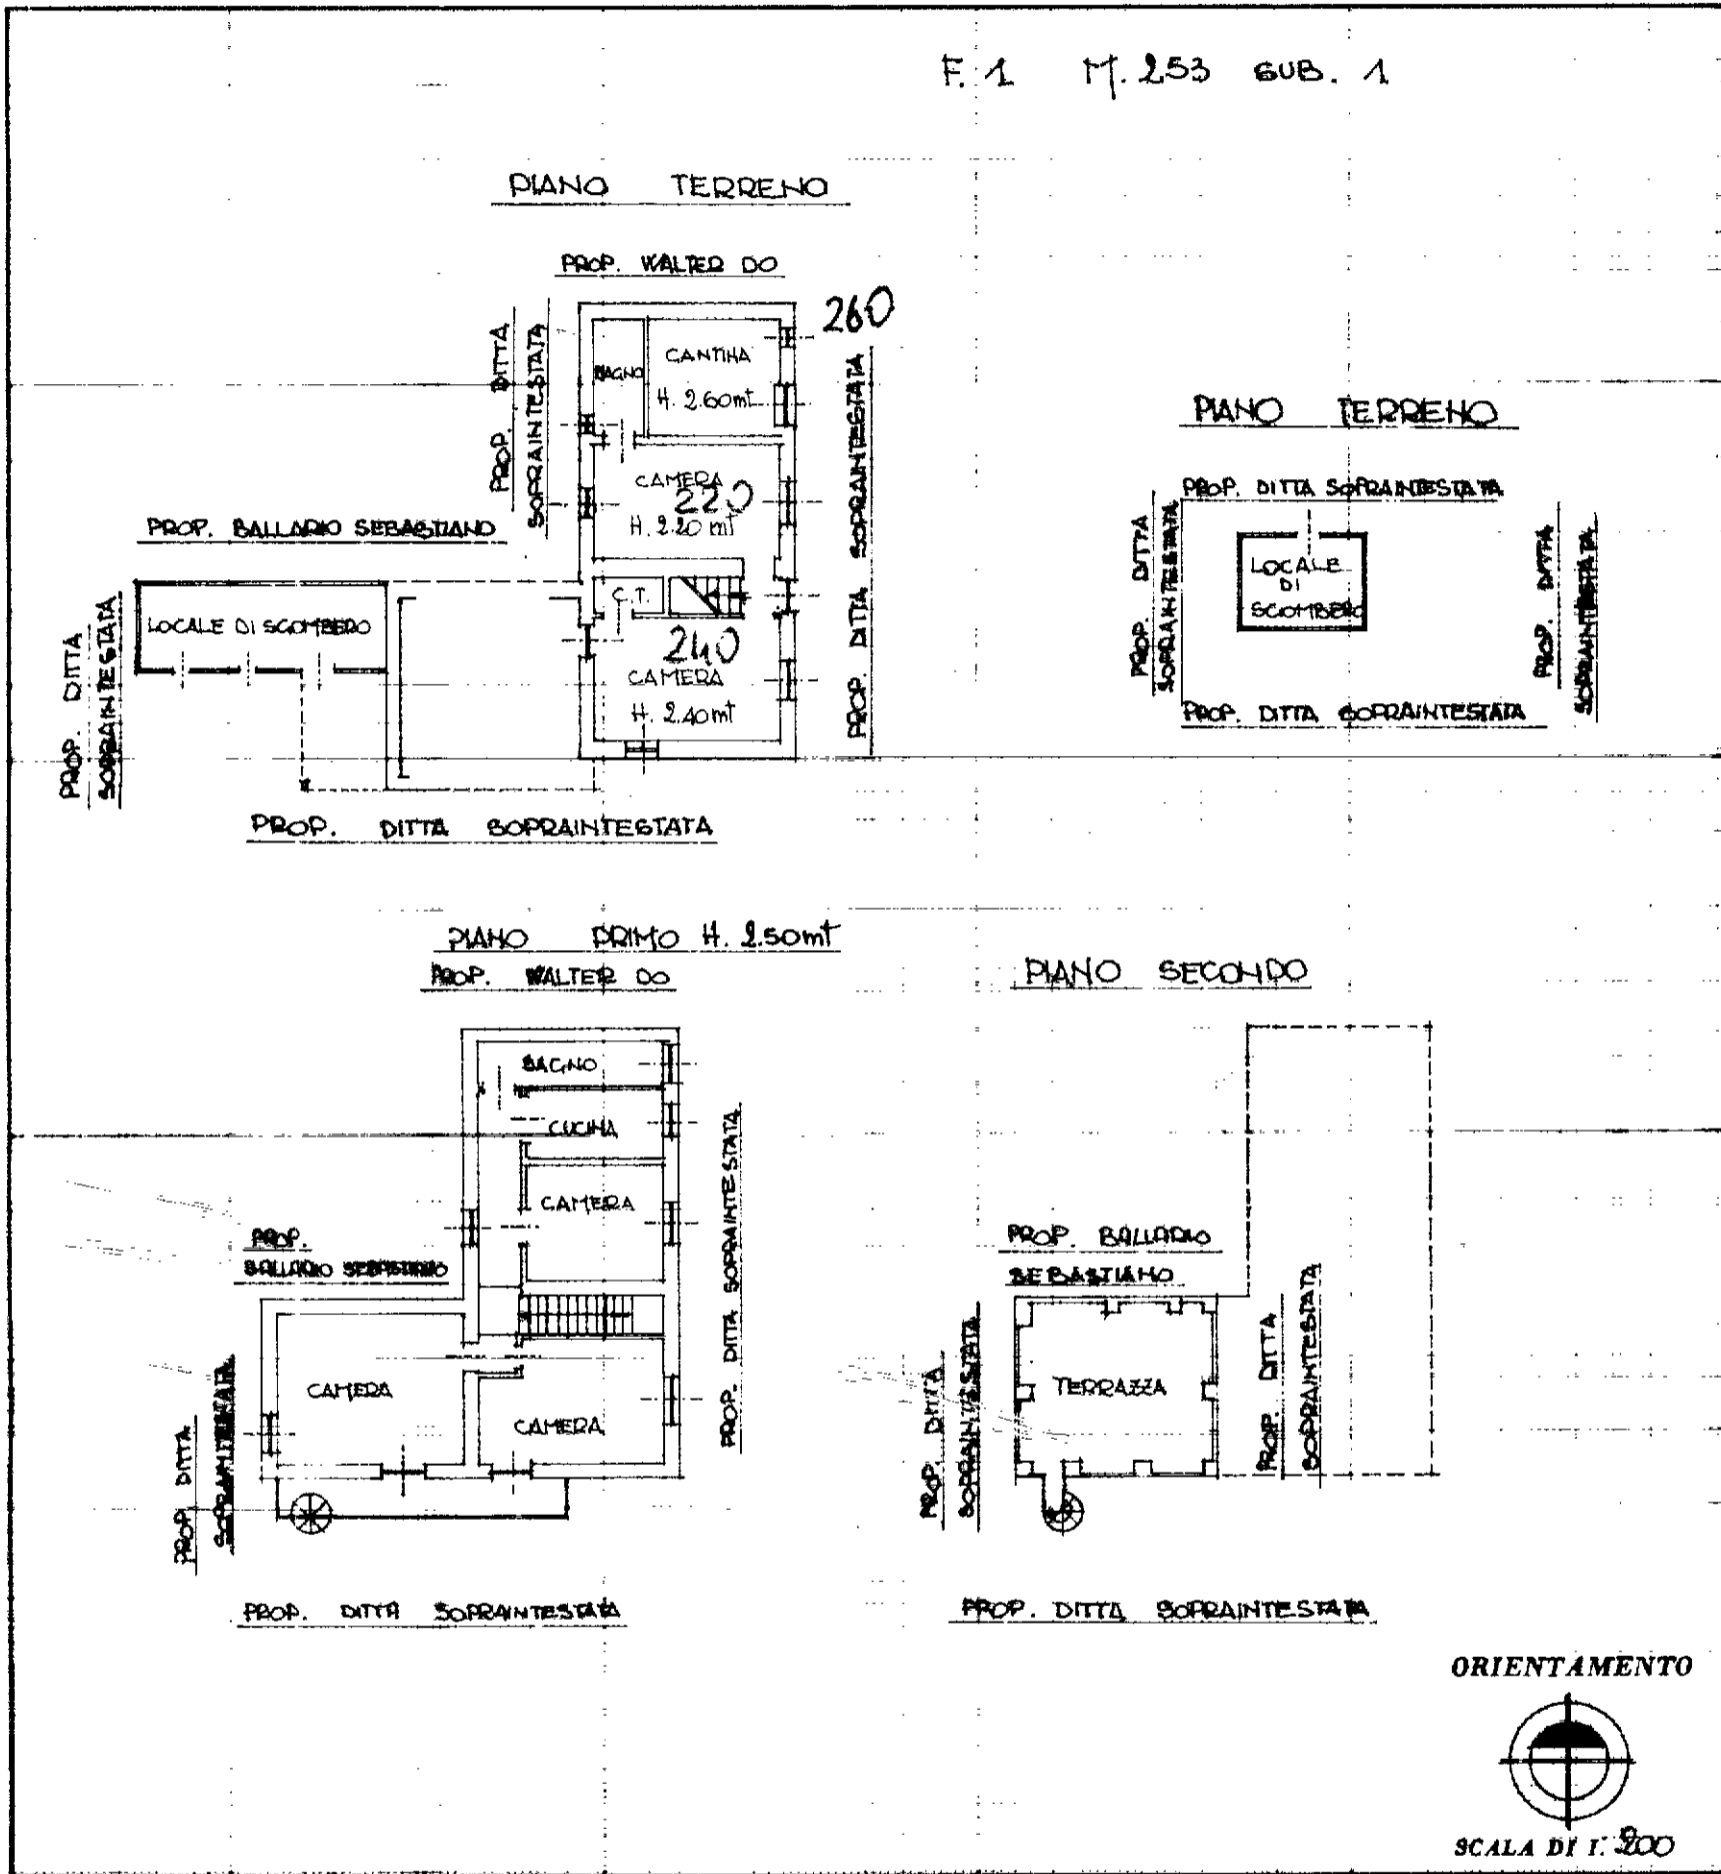 F. 1 M. 253 SUB. 1
PIANO TERRENO
PROP. WALTER DO
PROP. DITTA
SOPRAINTESTATA
260
BAGNO
CANTINA
H. 2.60mt
CAMERA
220
H. 2.20 mt
PROP. DITTA SOPRAINTESTATA
PROP. BALLARIO SEBASTIANO
LOCALE DI SGOMBERO
C.T.
240
CAMERA
H. 2.40mt
PROP. DITTA
SOPRAINTESTATA
PROP. DITTA SOPRAINTESTATA
PIANO TERRENO
PROP. DITTA SOPRAINTESTATA
PROP. DITTA
SOPRAINTESTATA
LOCALE
DI
SGOMBERO
PROP. DITTA
SOPRAINTESTATA
PROP. DITTA SOPRAINTESTATA
PIANO PRIMO H. 2.50mt
PROP. WALTER DO
BAGNO
CUCINA
CAMERA
PROP. DITTA SOPRAINTESTATA
PROP.
BALLARIO SEBASTIANO
CAMERA
CAMERA
PROP. DITTA
SOPRAINTESTATA
PROP. DITTA SOPRAINTESTATA
PIANO SECONDO
PROP. BALLARIO
SEBASTIANO
TERRAZZA
PROP. DITTA
SOPRAINTESTATA
PROP. DITTA
SOPRAINTESTATA
PROP. DITTA SOPRAINTESTATA
ORIENTAMENTO
SCALA DI 1: 200